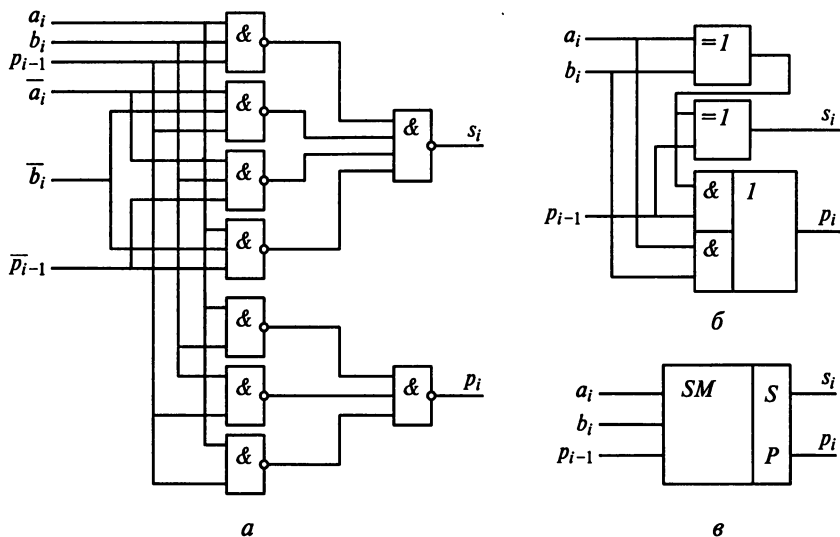 a_i
b_i
p_{i-1}
\overline{a_i}
\overline{b_i}
\overline{p_{i-1}}
&
&
&
&
&
s_i
&
&
&
&
p_i
а
a_i
b_i
=1
=1
s_i
p_{i-1}
&
1
&
p_i
б
a_i
b_i
p_{i-1}
SM
S
P
s_i
p_i
в